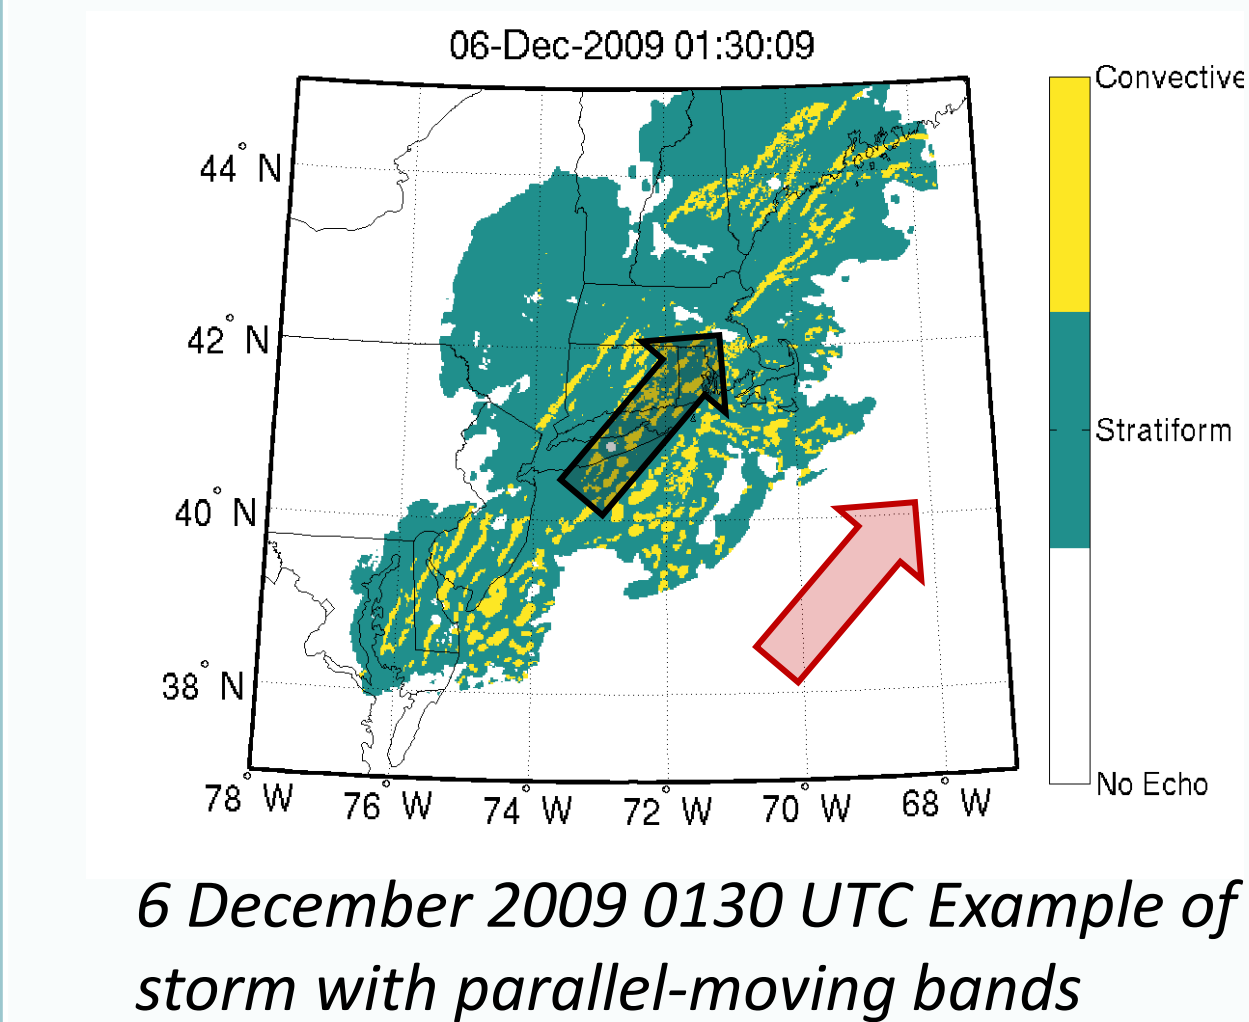 06-Dec-2009 01:30:09
Convective
44° N
42° N
Stratiform
40° N
38° N
No Echo
78° W 76° W 74° W 72° W 70° W 68° W
6 December 2009 0130 UTC Example of
storm with parallel-moving bands